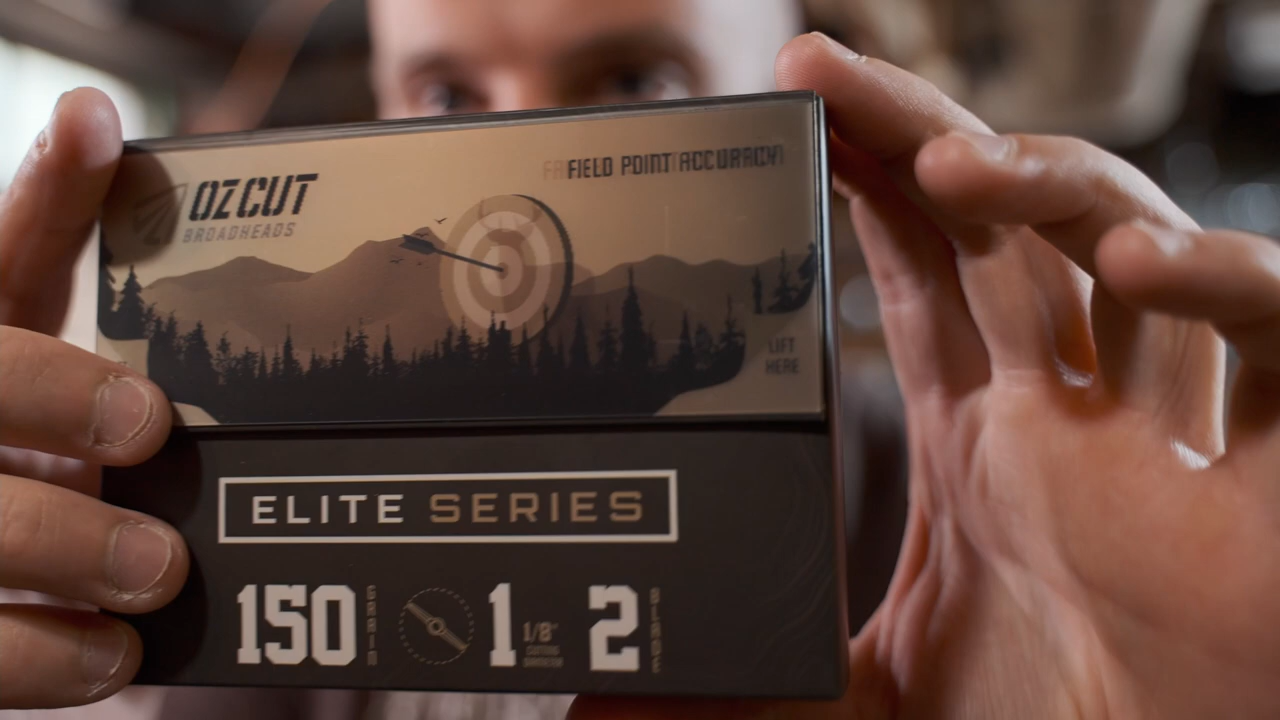 OZCUT
BROADHEADS
FIELD POINT ACCURACY
LIFT
HERE
ELITE SERIES
150 GRAIN 1 1/8" CUTTING DIAMETER 2 BLADE